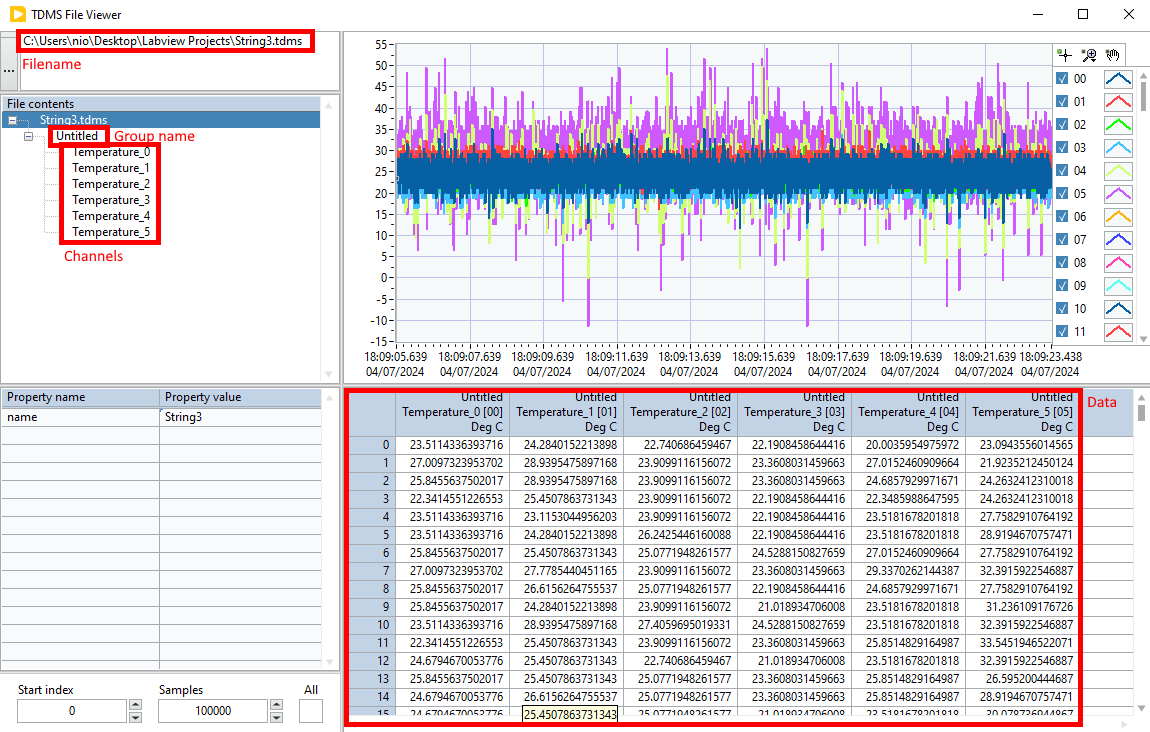 TDMS File Viewer
C:\Users\nio\Desktop\Labview Projects\String3.tdms
...
Filename
File contents
String3.tdms
Untitled Group name
Temperature_0
Temperature_1
Temperature_2
Temperature_3
Temperature_4
Temperature_5
Channels
55
50
45
40
35
30
25
20
15
10
5
0
-5
-10
-15
18:09:05.639 18:09:07.639 18:09:09.639 18:09:11.639 18:09:13.639 18:09:15.639 18:09:17.639 18:09:19.639 18:09:21.639 18:09:23.438
04/07/2024 04/07/2024 04/07/2024 04/07/2024 04/07/2024 04/07/2024 04/07/2024 04/07/2024 04/07/2024 04/07/2024
00
01
02
03
04
05
06
07
08
09
10
11
Property name Property value
name String3
Start index Samples All
0 100000
Untitled Untitled Untitled Untitled Untitled Untitled
Temperature_0 [00] Temperature_1 [01] Temperature_2 [02] Temperature_3 [03] Temperature_4 [04] Temperature_5 [05]
Deg C Deg C Deg C Deg C Deg C Deg C
Data
0 23.5114336393716 24.2840152213898 22.740686459467 22.1908458644416 20.0035954975972 23.0943556014565
1 27.0097323953702 28.9395475897168 23.9099116156072 23.3608031459663 27.0152460909664 21.9235212450124
2 25.8455637502017 28.9395475897168 23.9099116156072 23.3608031459663 24.6857929971671 24.2632412310018
3 22.3414551226553 25.4507863731343 23.9099116156072 22.1908458644416 22.3485988647595 24.2632412310018
4 23.5114336393716 23.1153044956203 23.9099116156072 22.1908458644416 23.5181678201818 27.7582910764192
5 23.5114336393716 24.2840152213898 26.2425446160088 22.1908458644416 23.5181678201818 28.9194670757471
6 25.8455637502017 25.4507863731343 25.0771948261577 24.5288150827659 27.0152460909664 27.7582910764192
7 27.0097323953702 27.7785440451165 25.0771948261577 23.3608031459663 29.3370262144387 32.3915922546887
8 25.8455637502017 26.6156264755537 25.0771948261577 22.1908458644416 24.6857929971671 27.7582910764192
9 25.8455637502017 24.2840152213898 23.9099116156072 21.018934706008 23.5181678201818 31.236109176726
10 23.5114336393716 28.9395475897168 27.4059695019331 24.5288150827659 23.5181678201818 32.3915922546887
11 22.3414551226553 25.4507863731343 23.9099116156072 23.3608031459663 25.8514829164987 33.5451946522071
12 24.6794670053776 25.4507863731343 22.740686459467 21.018934706008 23.5181678201818 32.3915922546887
13 25.8455637502017 25.4507863731343 25.0771948261577 23.3608031459663 25.8514829164987 26.595200444687
14 24.6794670053776 26.6156264755537 25.0771948261577 23.3608031459663 25.8514829164987 28.9194670757471
15 24.6794670053776 25.4507863731343 25.0771948261577 21.018934706008 23.5181678201818 30.078736944867